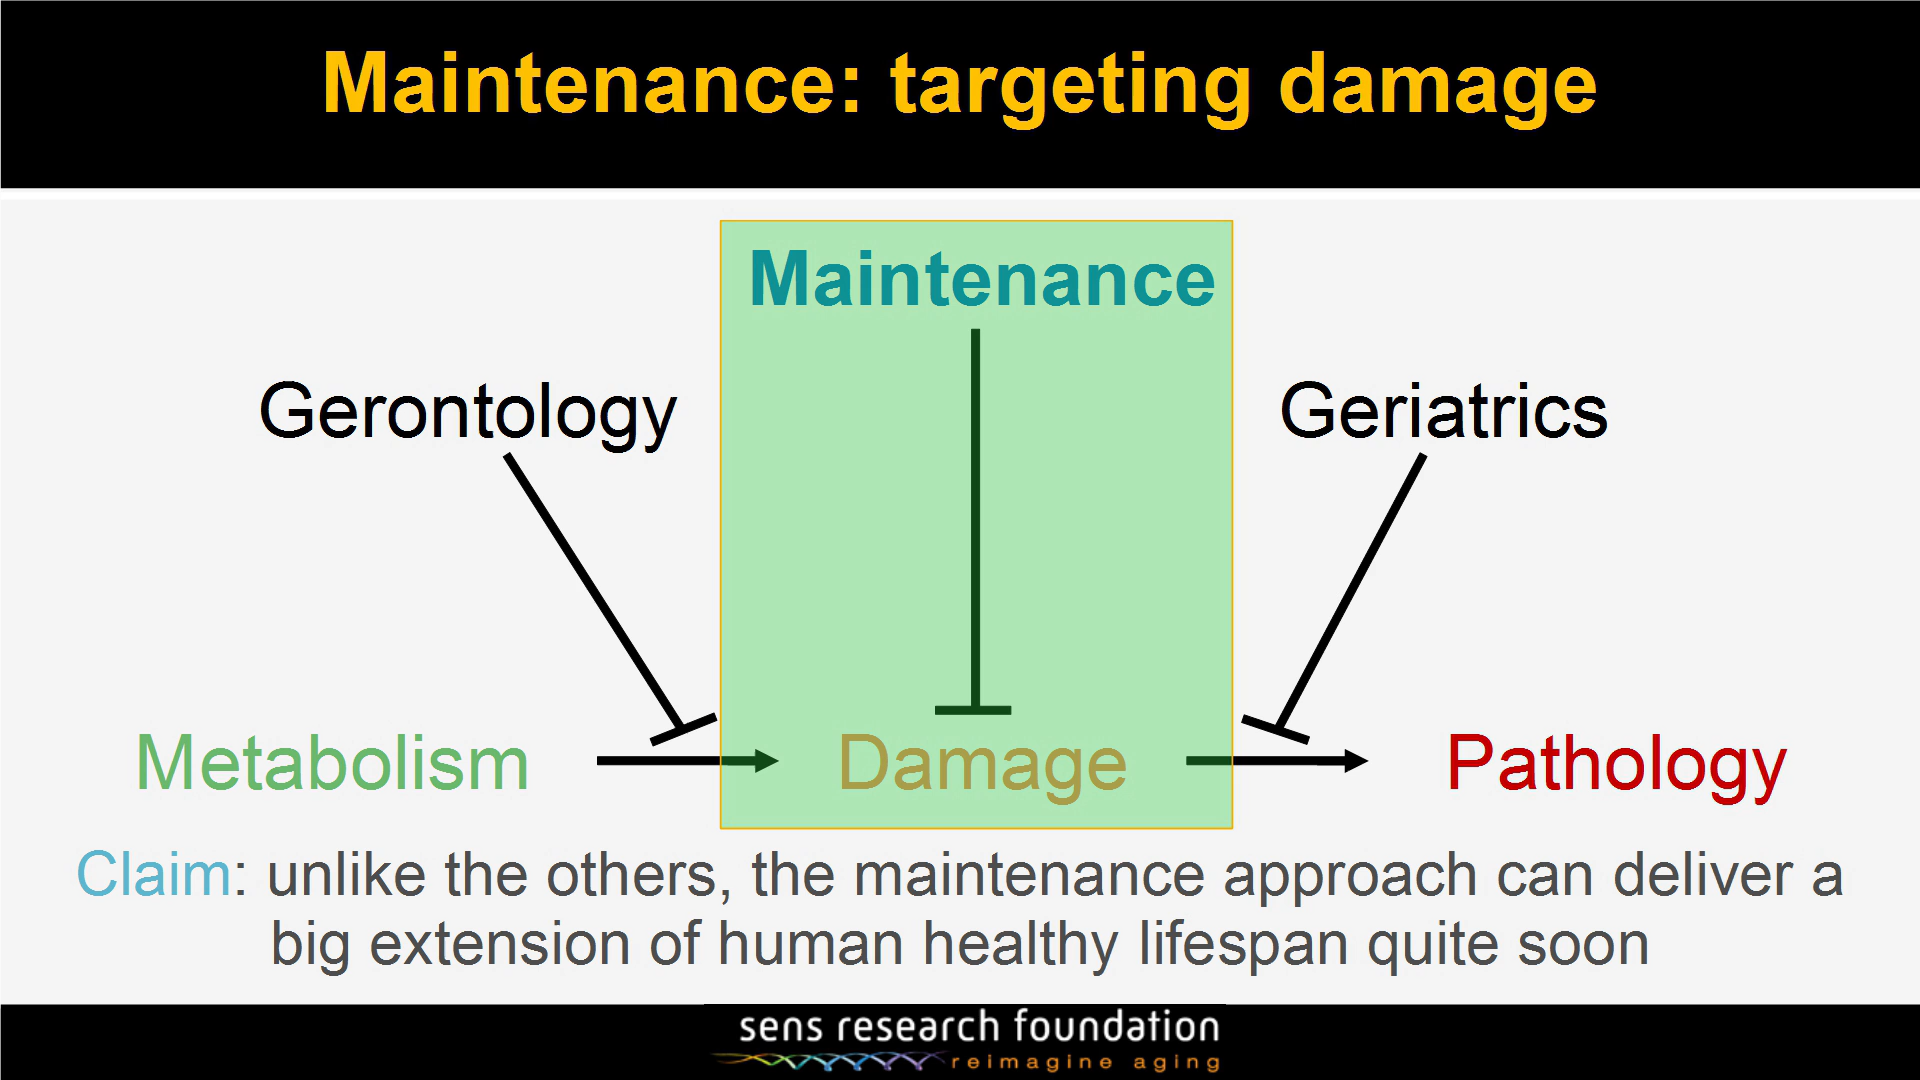 Maintenance: targeting damage
Maintenance
Gerontology
Geriatrics
Metabolism
Damage
Pathology
Claim: unlike the others, the maintenance approach can deliver a
big extension of human healthy lifespan quite soon
sens research foundation
reimagine aging